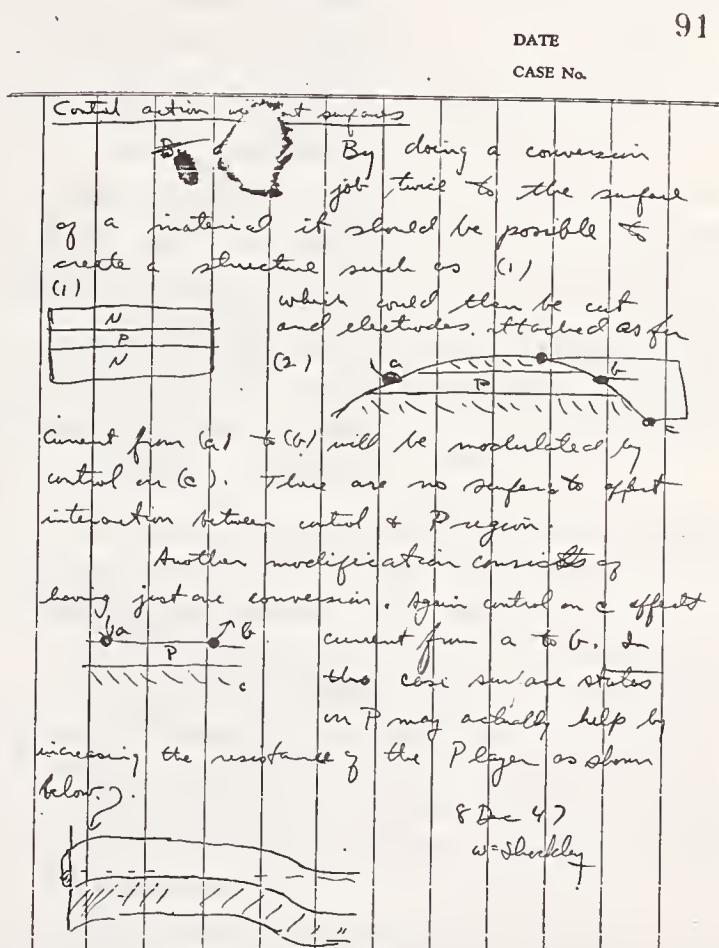 91
DATE
CASE No.
Control action surfaces
By doing a conversion
job twice to the surface
of a material it should be possible to
create a structure such as (1)
(1)
which could then be cut
and electrodes attached as for
N
P
N
(2)
a
P
b
c
Current from (a) to (b) will be modulated by
control on (c). There are no surface to affect
interaction between control & P region.
Another modification consists of
having just one conversion. Again control on c affects
a
b
P
c
current from a to b. In
this case surface states
on P may actually help by
increasing the resistance of the P layer as shown
below.
8 Dec 47
W Shockley